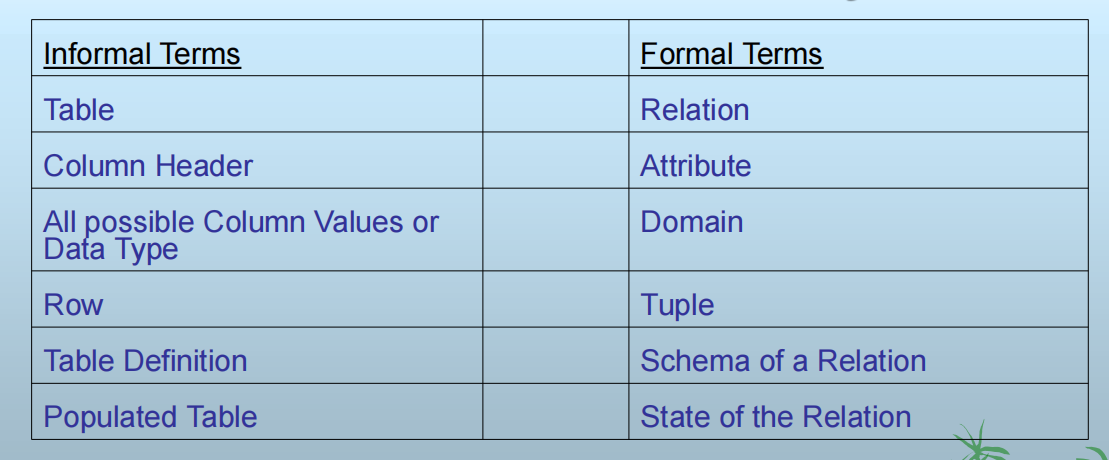 Informal Terms
Formal Terms
Table
Relation
Column Header
Attribute
All possible Column Values or
Data Type
Domain
Row
Tuple
Table Definition
Schema of a Relation
Populated Table
State of the Relation